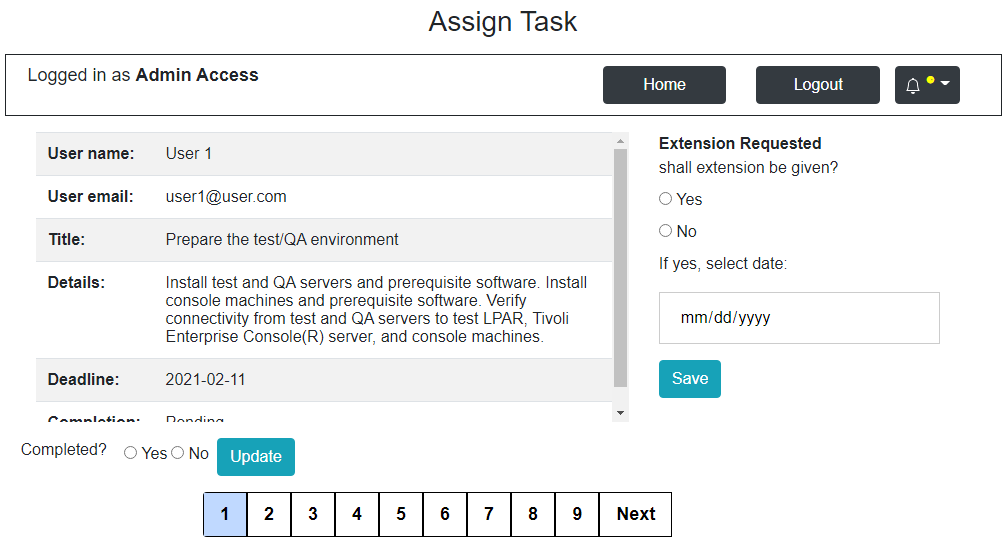 Assign Task
Logged in as Admin Access
Home
Logout
User name: User 1
User email: user1@user.com
Title: Prepare the test/QA environment
Details: Install test and QA servers and prerequisite software. Install
console machines and prerequisite software. Verify
connectivity from test and QA servers to test LPAR, Tivoli
Enterprise Console(R) server, and console machines.
Deadline: 2021-02-11
Completion: Pending
Extension Requested
shall extension be given?
Yes
No
If yes, select date:
mm/dd/yyyy
Save
Completed? Yes No Update
1 2 3 4 5 6 7 8 9 Next